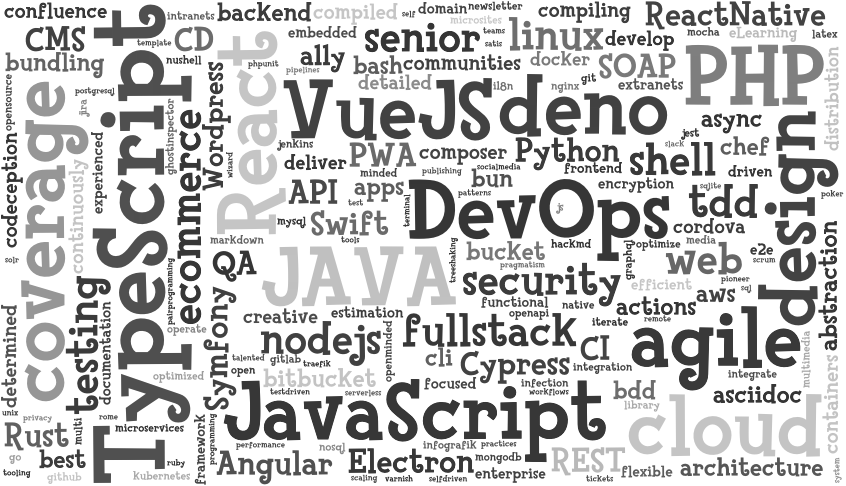 confluence
intranets
backend
compiled
self
domain
newsletter
compiling
ReactNative
CMS
template
CD
embedded
senior
teams
microsites
linux
develop
mocha
eLearning
latex
bundling
nushell
React
phpunit
ally
satis
docker
SOAP
PHP
distribution
opensource
postgresql
TypeScript
Wordpress
pipelines
bash
communities
git
extranets
coverage
jira
ghostinspector
detailed
il8n
nginx
VueJS
deno
async
codeception
experienced
ecommerce
jenkins
slack
jest
design
continuously
wizard
deliver
PWA
composer
Python
shell
chef
minded
publishing
socialmedia
frontend
driven
API
apps
bun
encryption
sqlite
poker
test
terminal
patterns
DevOps
js
tdd
mysql
Swift
cordova
solr
markdown
tools
treeshaking
bucket
hackmd
graphql
optimize
media
e2e
abstraction
pairprogramming
QA
JAVA
pragmatism
web
pioneer
scrum
testing
security
efficient
sql
determined
documentation
operate
Symfony
creative
estimation
functional
openapi
native
actions
aws
iterate
remote
nodejs
openminded
fullstack
CI
agile
talented
gitlab
traefik
cli
Cypress
integration
multimedia
optimized
open
bitbucket
focused
infection
integrate
containers
unix
testdriven
serverless
workflows
bdd
asciidoc
privacy
rome
JavaScript
library
cloud
Rust
multi
microservices
framework
programming
performance
nosql
infografik
practices
go
best
ruby
Angular
Electron
mongodb
REST
flexible
architecture
tooling
github
kubernetes
scaling
varnish
selfdriven
enterprise
tickets
system